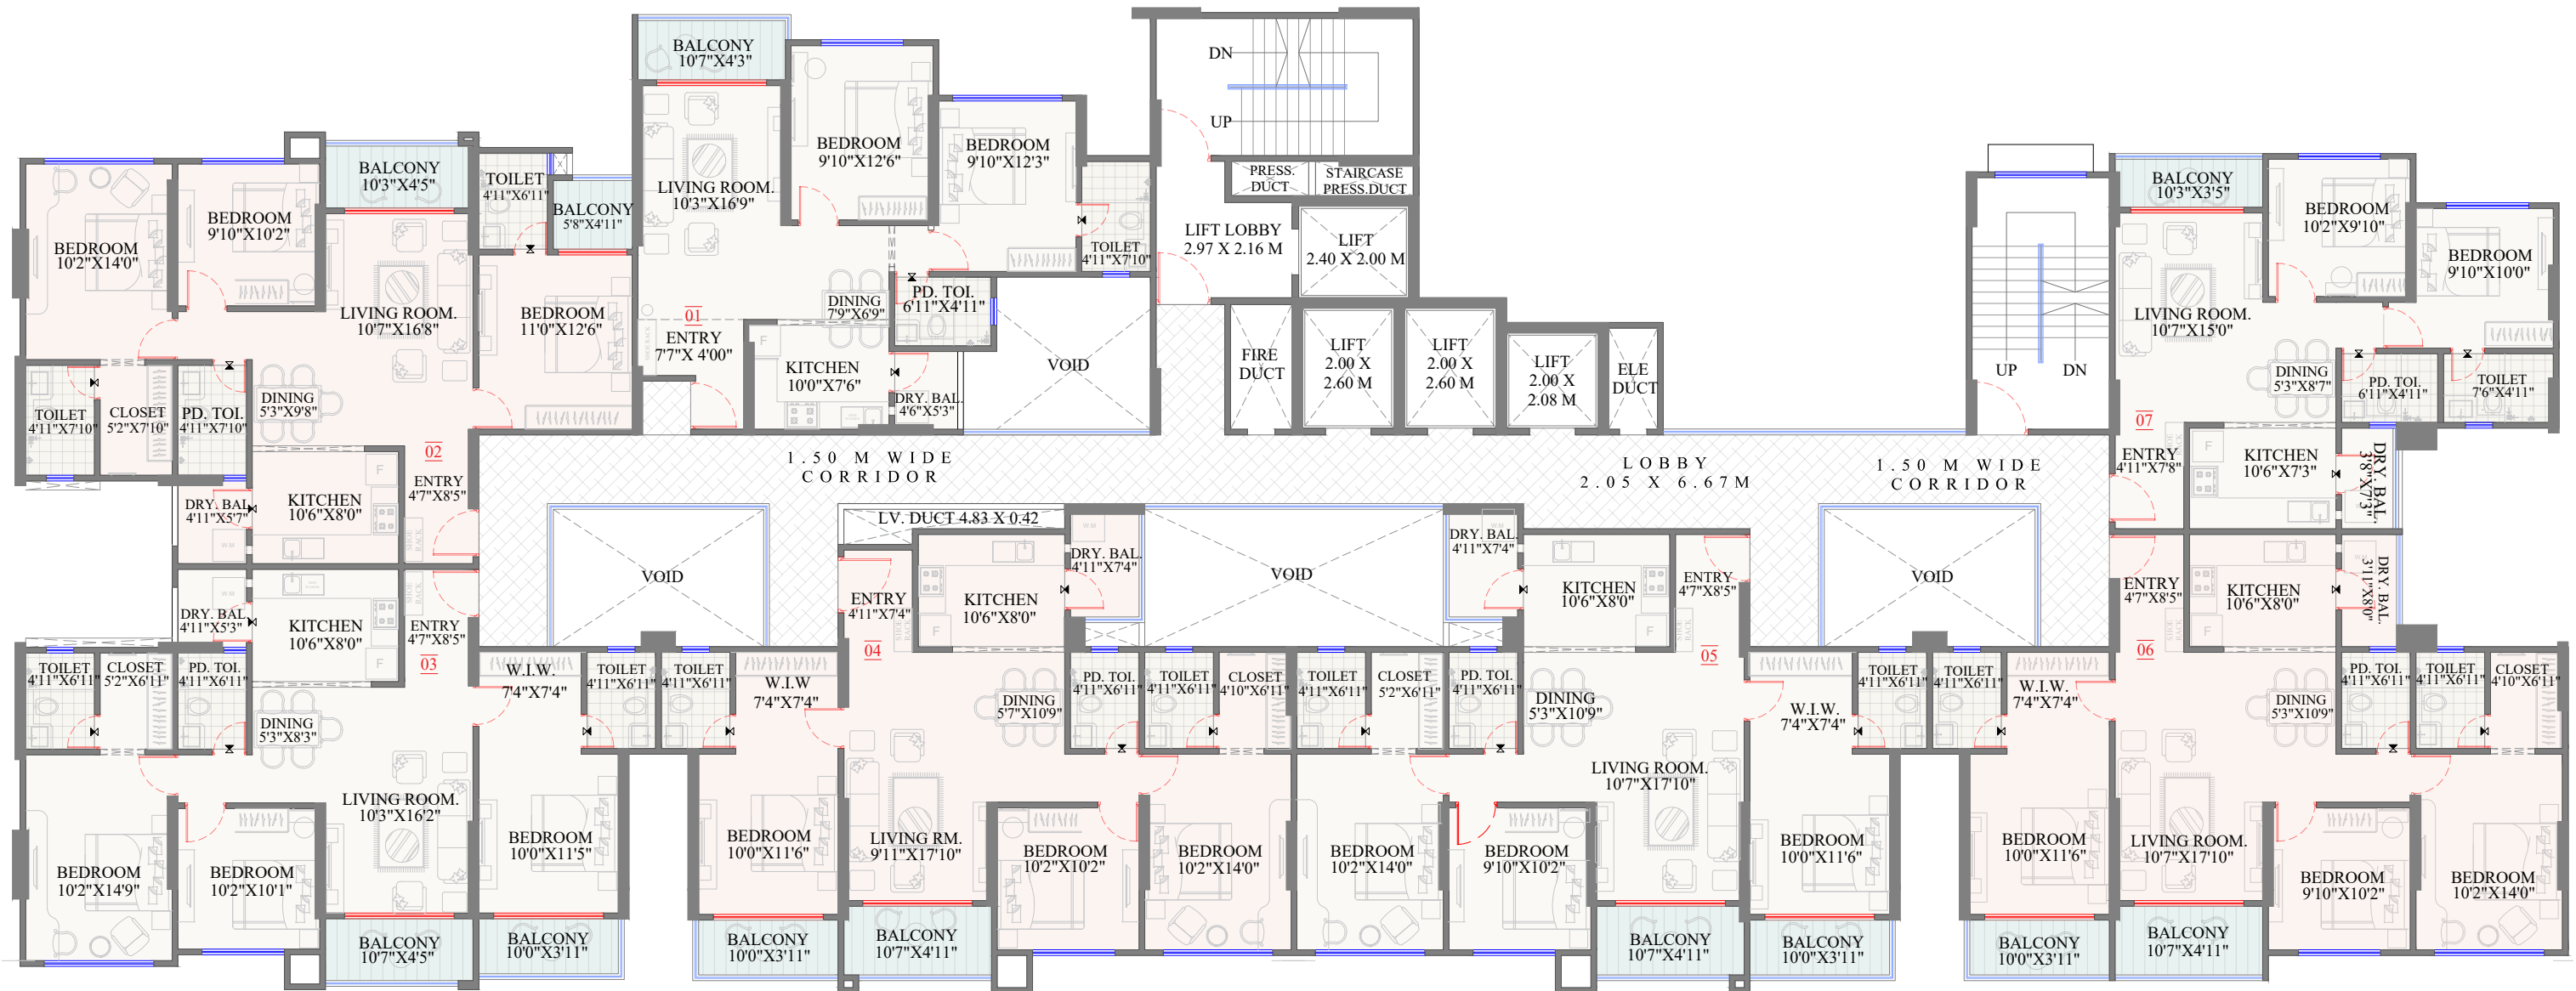 BALCONY
10'7"X4'3"
LIVING ROOM.
10'3"X16'9"
BEDROOM
9'10"X12'6"
BEDROOM
9'10"X12'3"
TOILET
4'11"X7'10"
PD. TOI.
6'11"X4'11"
DINING
7'9"X6'9"
01
ENTRY
7'7"X 4'00"
SHOE RACK
F
KITCHEN
10'0"X7'6"
DRY. BAL.
4'6"X5'3"
VOID
DN
UP
PRESS.
DUCT
STAIRCASE
PRESS.DUCT
LIFT LOBBY
2.97 X 2.16 M
LIFT
2.40 X 2.00 M
FIRE
DUCT
LIFT
2.00 X
2.60 M
LIFT
2.00 X
2.60 M
LIFT
2.00 X
2.08 M
ELE
DUCT
BEDROOM
10'2"X14'0"
BEDROOM
9'10"X10'2"
BALCONY
10'3"X4'5"
TOILET
4'11"X6'11"
X
BALCONY
5'8"X4'11"
LIVING ROOM.
10'7"X16'8"
BEDROOM
11'0"X12'6"
TOILET
4'11"X7'10"
CLOSET
5'2"X7'10"
PD. TOI.
4'11"X7'10"
DINING
5'3"X9'8"
02
ENTRY
4'7"X8'5"
SHOE
RACK
F
DRY. BAL.
4'11"X5'7"
W.M
KITCHEN
10'6"X8'0"
1.50 M WIDE
CORRIDOR
LOBBY
2.05 X 6.67M
1.50 M WIDE
CORRIDOR
UP
DN
BALCONY
10'3"X3'5"
BEDROOM
10'2"X9'10"
BEDROOM
9'10"X10'0"
LIVING ROOM.
10'7"X15'0"
DINING
5'3"X8'7"
PD. TOI.
6'11"X4'11"
TOILET
7'6"X4'11"
07
ENTRY
4'11"X7'8"
SHOE
RACK
F
KITCHEN
10'6"X7'3"
DRY. BAL.
3'8"X7'3"
DRY. BAL.
4'11"X5'3"
W.M
KITCHEN
10'6"X8'0"
F
SHOE
RACK
ENTRY
4'7"X8'5"
03
TOILET
4'11"X6'11"
CLOSET
5'2"X6'11"
PD. TOI.
4'11"X6'11"
DINING
5'3"X8'3"
LIVING ROOM.
10'3"X16'2"
W.I.W.
7'4"X7'4"
TOILET
4'11"X6'11"
BEDROOM
10'2"X14'9"
BEDROOM
10'2"X10'1"
BEDROOM
10'0"X11'5"
BALCONY
10'7"X4'5"
BALCONY
10'0"X3'11"
VOID
LV. DUCT 4.83 X 0.42
ENTRY
4'11"X7'4"
SHOE
RACK
04
KITCHEN
10'6"X8'0"
F
W.M
DRY. BAL.
4'11"X7'4"
TOILET
4'11"X6'11"
W.I.W
7'4"X7'4"
DINING
5'7"X10'9"
PD. TOI.
4'11"X6'11"
TOILET
4'11"X6'11"
CLOSET
4'10"X6'11"
BEDROOM
10'0"X11'6"
LIVING RM.
9'11"X17'10"
BEDROOM
10'2"X10'2"
BEDROOM
10'2"X14'0"
BALCONY
10'0"X3'11"
BALCONY
10'7"X4'11"
VOID
W.M
DRY. BAL.
4'11"X7'4"
KITCHEN
10'6"X8'0"
F
ENTRY
4'7"X8'5"
SHOE
RACK
05
TOILET
4'11"X6'11"
CLOSET
5'2"X6'11"
PD. TOI.
4'11"X6'11"
DINING
5'3"X10'9"
LIVING ROOM.
10'7"X17'10"
W.I.W.
7'4"X7'4"
TOILET
4'11"X6'11"
BEDROOM
10'2"X14'0"
BEDROOM
9'10"X10'2"
BEDROOM
10'0"X11'6"
BALCONY
10'7"X4'11"
BALCONY
10'0"X3'11"
VOID
ENTRY
4'7"X8'5"
SHOE
RACK
06
KITCHEN
10'6"X8'0"
F
W.M
DRY. BAL.
3'11"X8'0"
TOILET
4'11"X6'11"
W.I.W.
7'4"X7'4"
DINING
5'3"X10'9"
PD. TOI.
4'11"X6'11"
TOILET
4'11"X6'11"
CLOSET
4'10"X6'11"
BEDROOM
10'0"X11'6"
LIVING ROOM.
10'7"X17'10"
BEDROOM
9'10"X10'2"
BEDROOM
10'2"X14'0"
BALCONY
10'0"X3'11"
BALCONY
10'7"X4'11"